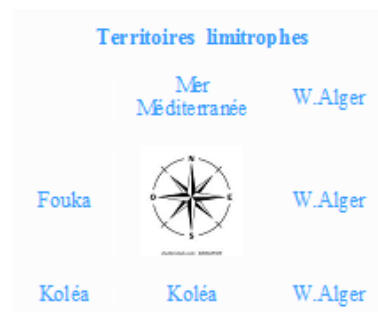 Territoires limitrophes
Mer
Méditerranée
W.Alger
Fouka
N
O
E
S
W.Alger
Koléa
Koléa
W.Alger